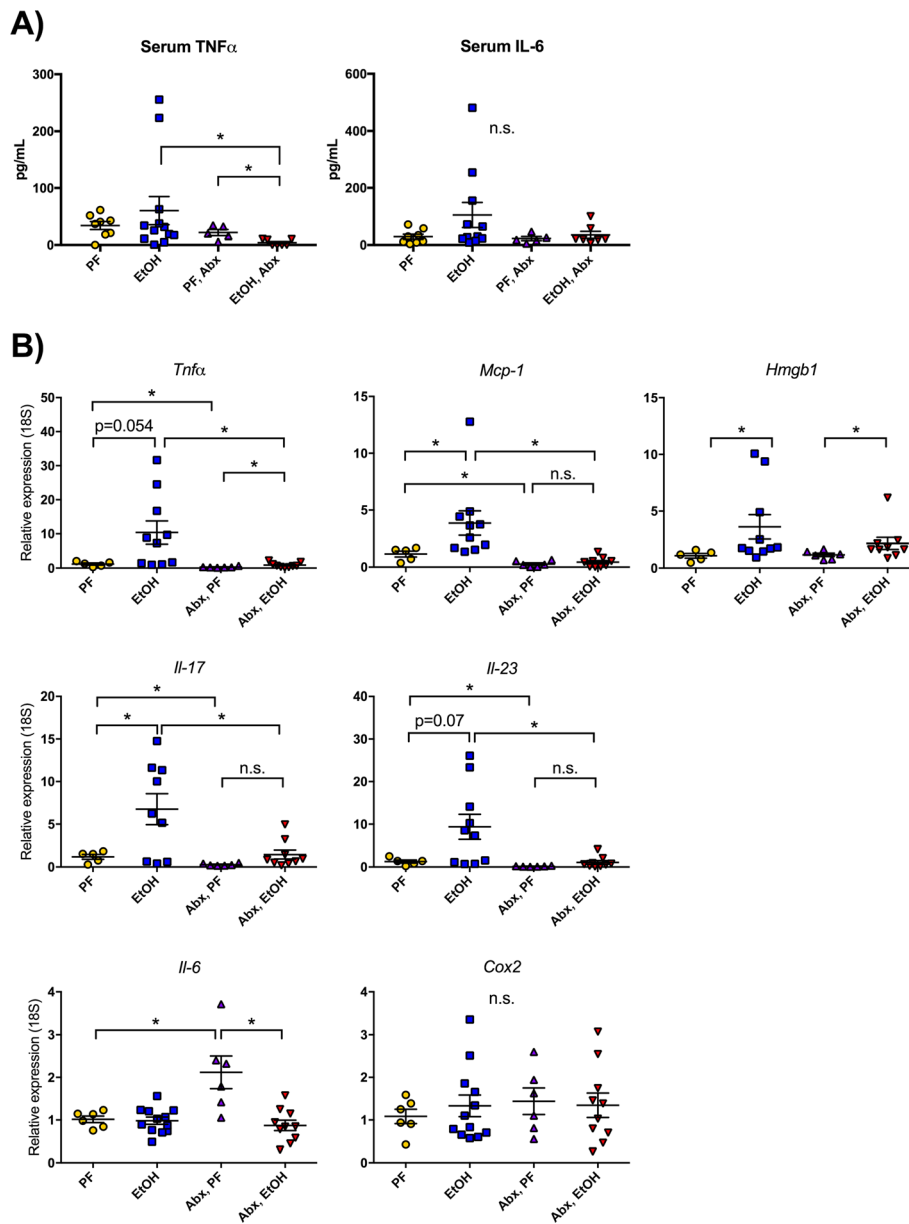 A)
Serum TNFα
Serum IL-6
300
200
100
0
pg/mL
*
*
PF
EtOH
PF, Abx
EtOH, Abx
600
400
200
0
pg/mL
n.s.
PF
EtOH
PF, Abx
EtOH, Abx
B)
Tnfα
Mcp-1
Hmgb1
50
40
30
20
10
0
Relative expression (18S)
*
p=0.054
*
*
PF
EtOH
Abx, PF
Abx, EtOH
15
10
5
0
*
*
*
n.s.
PF
EtOH
Abx, PF
Abx, EtOH
15
10
5
0
*
*
PF
EtOH
Abx, PF
Abx, EtOH
Il-17
Il-23
20
15
10
5
0
Relative expression (18S)
*
*
*
n.s.
PF
EtOH
Abx, PF
Abx, EtOH
40
30
20
10
0
*
p=0.07
*
n.s.
PF
EtOH
Abx, PF
Abx, EtOH
Il-6
Cox2
4
3
2
1
0
Relative expression (18S)
*
*
PF
EtOH
Abx, PF
Abx, EtOH
4
3
2
1
0
n.s.
PF
EtOH
Abx, PF
Abx, EtOH